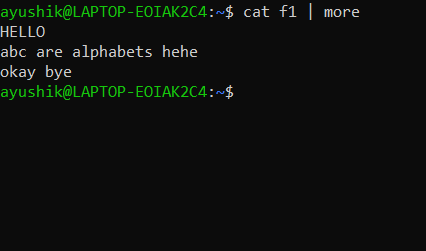 ayushik@LAPTOP-EOIAK2C4:~$ cat f1 | more
HELLO
abc are alphabets hehe
okay bye
ayushik@LAPTOP-EOIAK2C4:~$